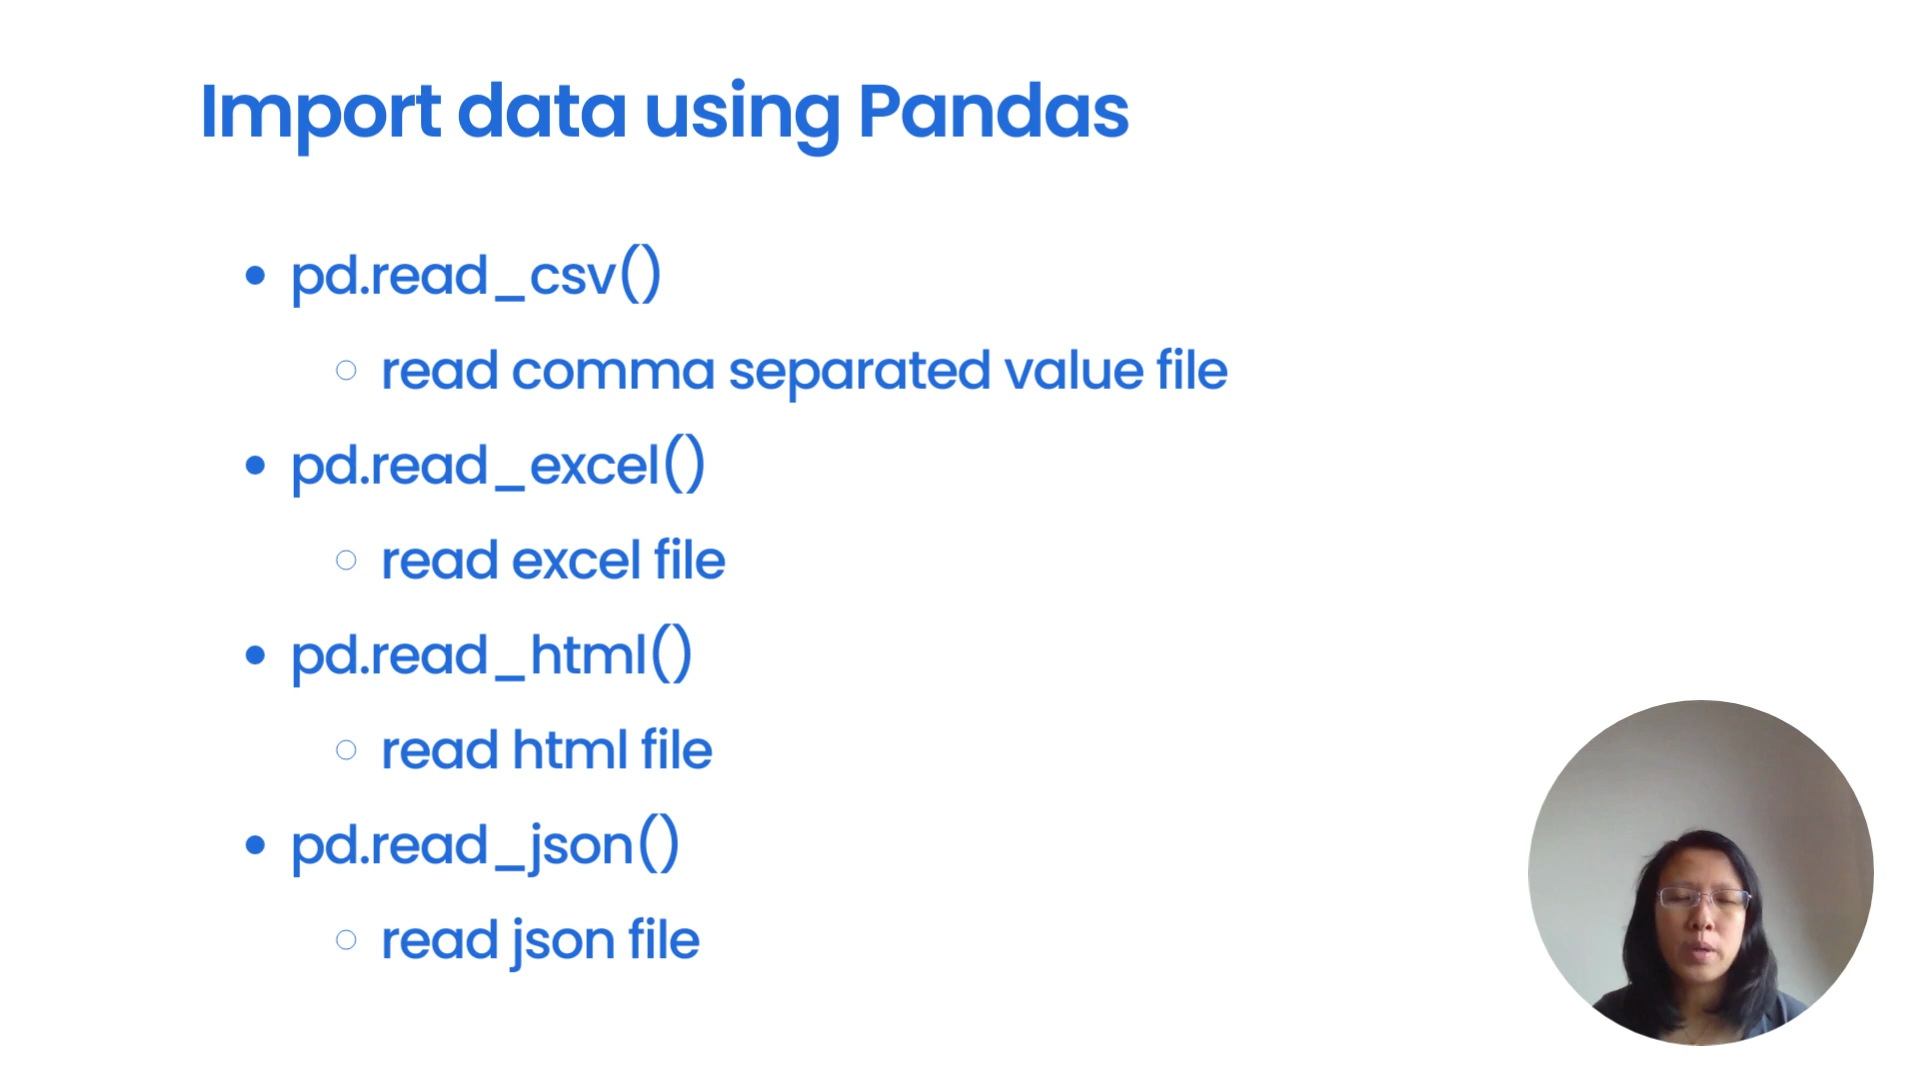 Import data using Pandas
pd.read_csv()
read comma separated value file
pd.read_excel()
read excel file
pd.read_html()
read html file
pd.read_json()
read json file